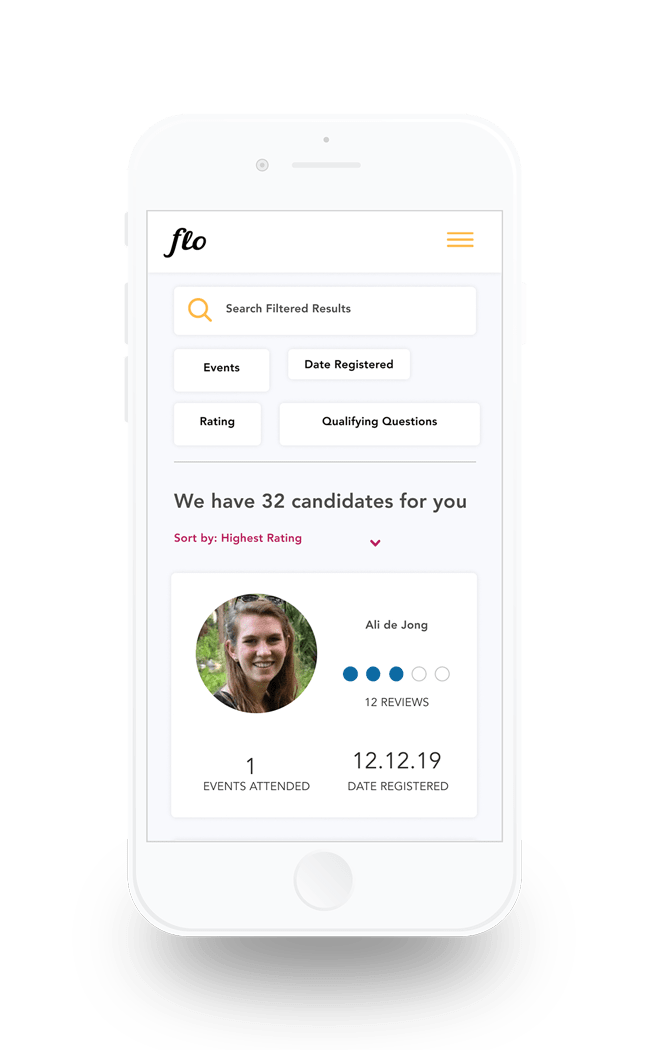 flo
Search Filtered Results
Events
Date Registered
Rating
Qualifying Questions
We have 32 candidates for you
Sort by: Highest Rating
Ali de Jong
12 REVIEWS
1
EVENTS ATTENDED
12.12.19
DATE REGISTERED